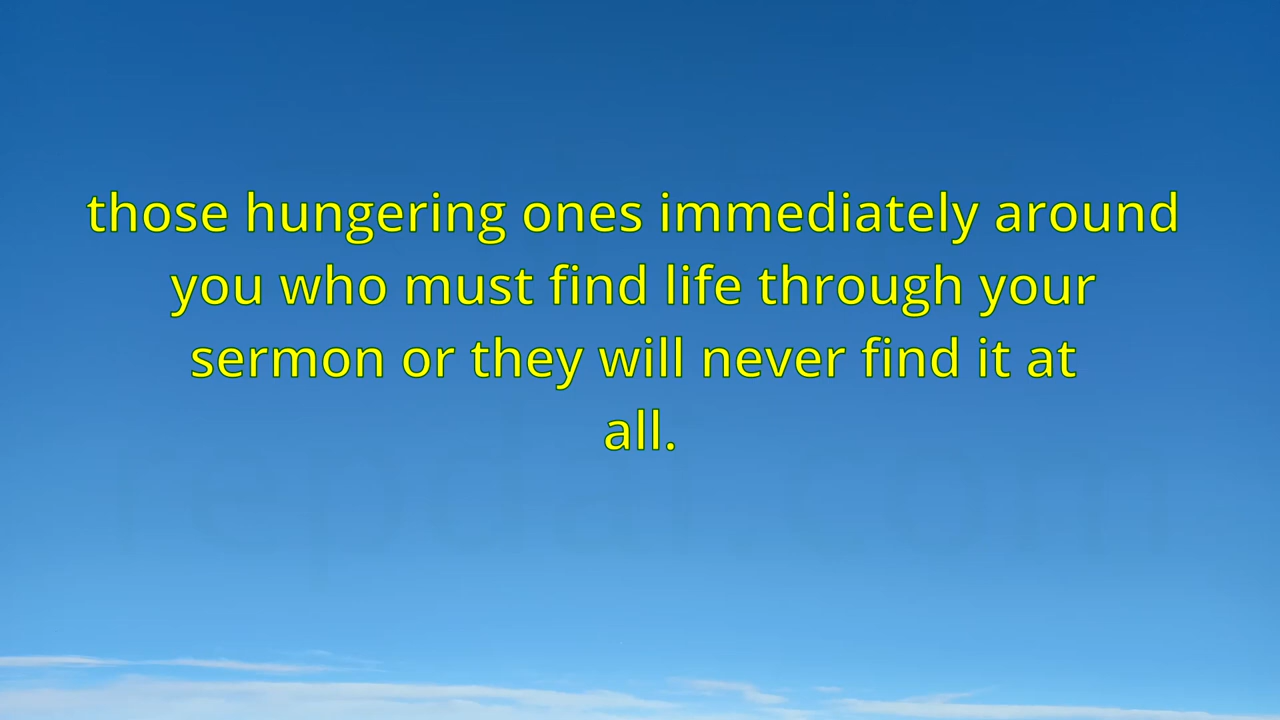 those hungering ones immediately around
you who must find life through your
sermon or they will never find it at
all.